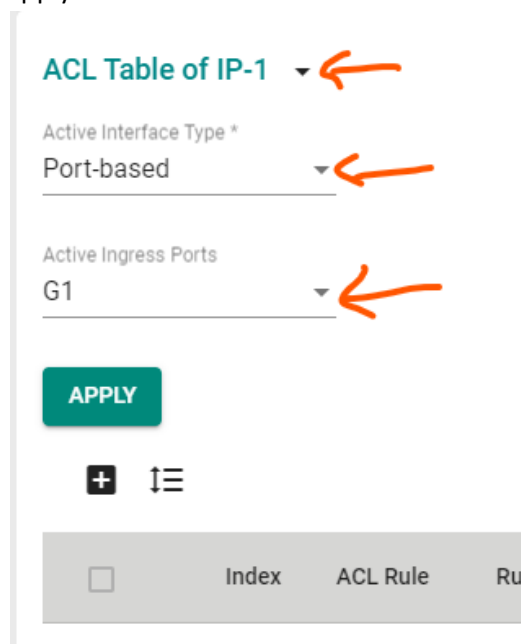 ACL Table of IP-1
Active Interface Type *
Port-based
Active Ingress Ports
G1
APPLY
Index ACL Rule